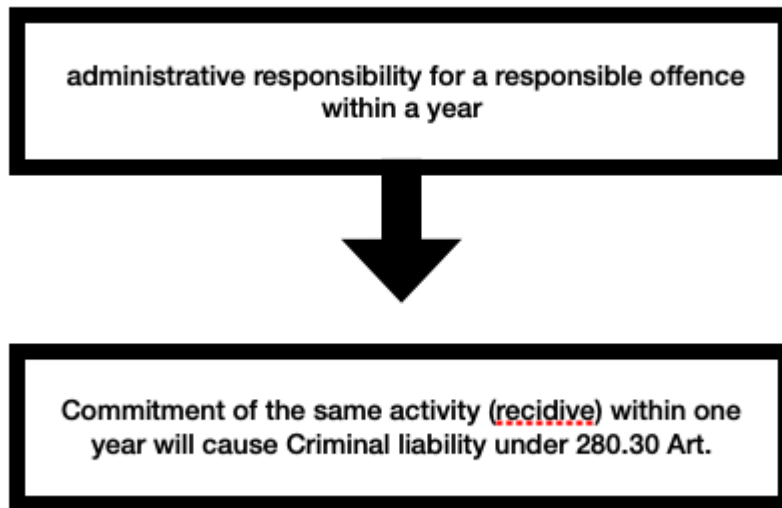 administrative responsibility for a responsible offence
within a year
Commitment of the same activity (recidive) within one
year will cause Criminal liability under 280.30 Art.